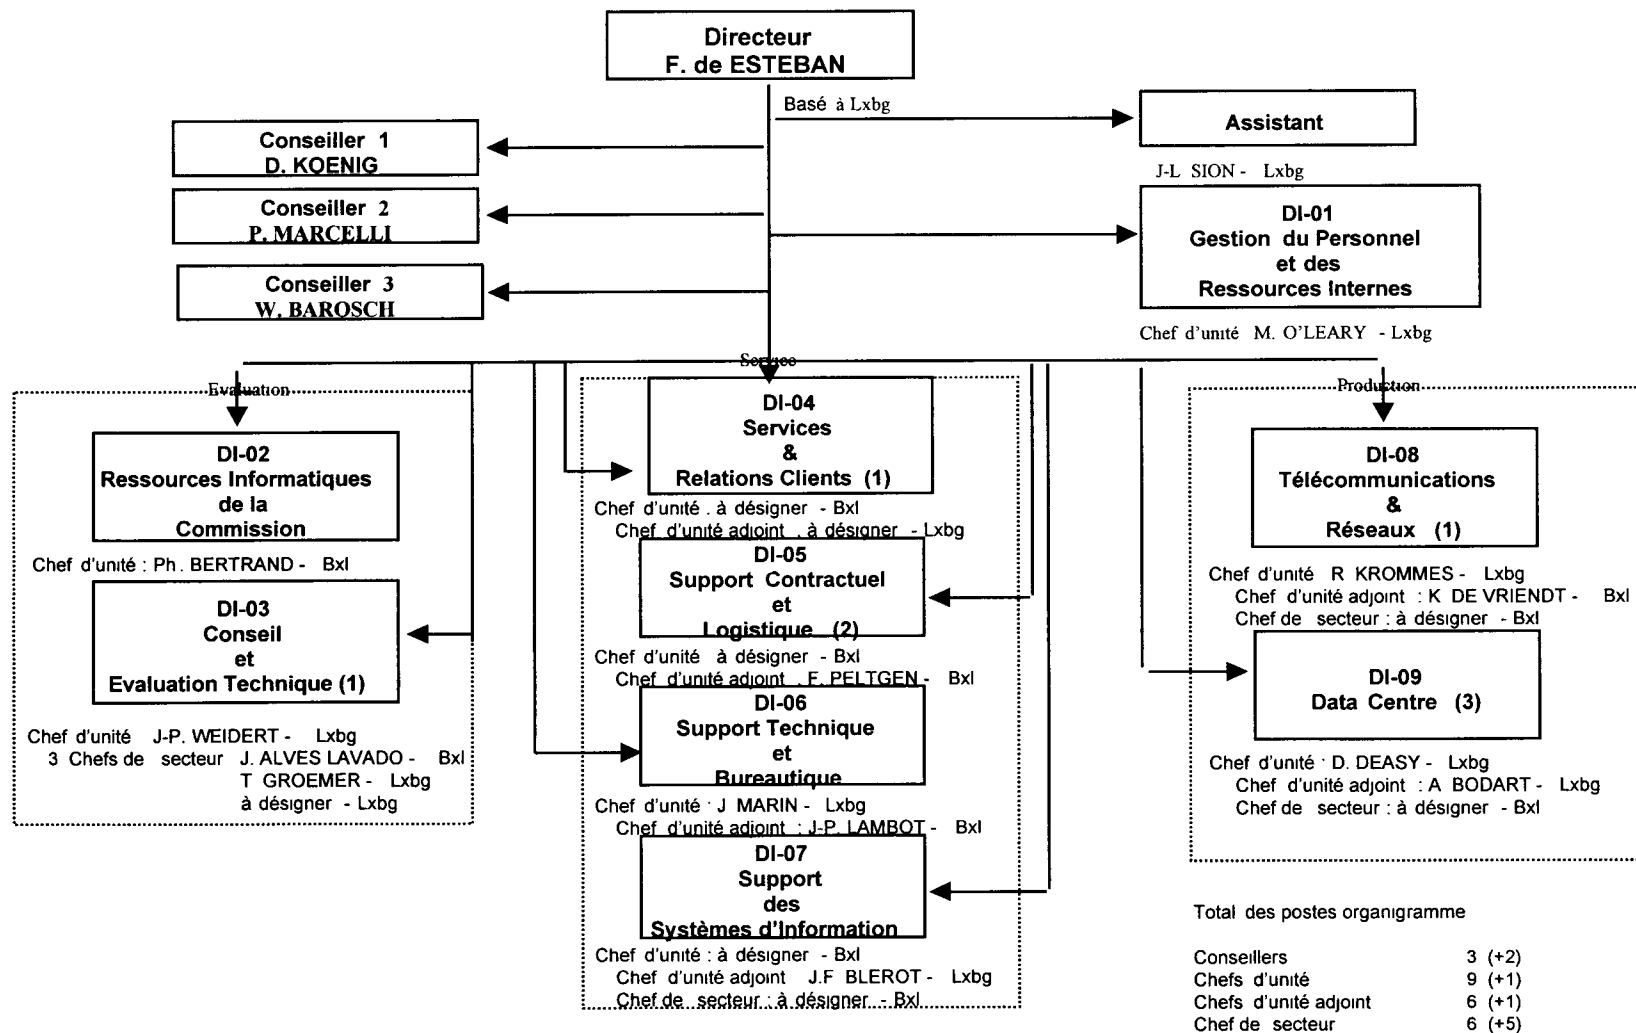 Directeur
F. de ESTEBAN
Basé à Lxbg
Assistant
J-L SION - Lxbg
Conseiller 1
D. KOENIG
Conseiller 2
P. MARCELLI
Conseiller 3
W. BAROSCH
DI-01
Gestion du Personnel
et des
Ressources Internes
Chef d'unité M. O'LEARY - Lxbg
Evaluation
DI-02
Ressources Informatiques
de la
Commission
Chef d'unité : Ph. BERTRAND - Bxl
DI-03
Conseil
et
Evaluation Technique (1)
Chef d'unité J-P. WEIDERT - Lxbg
3 Chefs de secteur J. ALVES LAVADO - Bxl
T GROEMER - Lxbg
à désigner - Lxbg
Service
DI-04
Services
&
Relations Clients (1)
Chef d'unité . à désigner - Bxl
Chef d'unité adjoint . à désigner - Lxbg
DI-05
Support Contractuel
et
Logistique (2)
Chef d'unité à désigner - Bxl
Chef d'unité adjoint . F. PELTGEN - Bxl
DI-06
Support Technique
et
Bureautique
Chef d'unité : J MARIN - Lxbg
Chef d'unité adjoint : J-P. LAMBOT - Bxl
DI-07
Support
des
Systèmes d'Information
Chef d'unité : à désigner - Bxl
Chef d'unité adjoint J.F BLEROT - Lxbg
Chef de secteur : à désigner - Bxl
Production
DI-08
Télécommunications
&
Réseaux (1)
Chef d'unité R KROMMES - Lxbg
Chef d'unité adjoint : K DE VRIENDT - Bxl
Chef de secteur : à désigner - Bxl
DI-09
Data Centre (3)
Chef d'unité : D. DEASY - Lxbg
Chef d'unité adjoint : A BODART - Lxbg
Chef de secteur : à désigner - Bxl
Total des postes organigramme
Conseillers 3 (+2)
Chefs d'unité 9 (+1)
Chefs d'unité adjoint 6 (+1)
Chef de secteur 6 (+5)